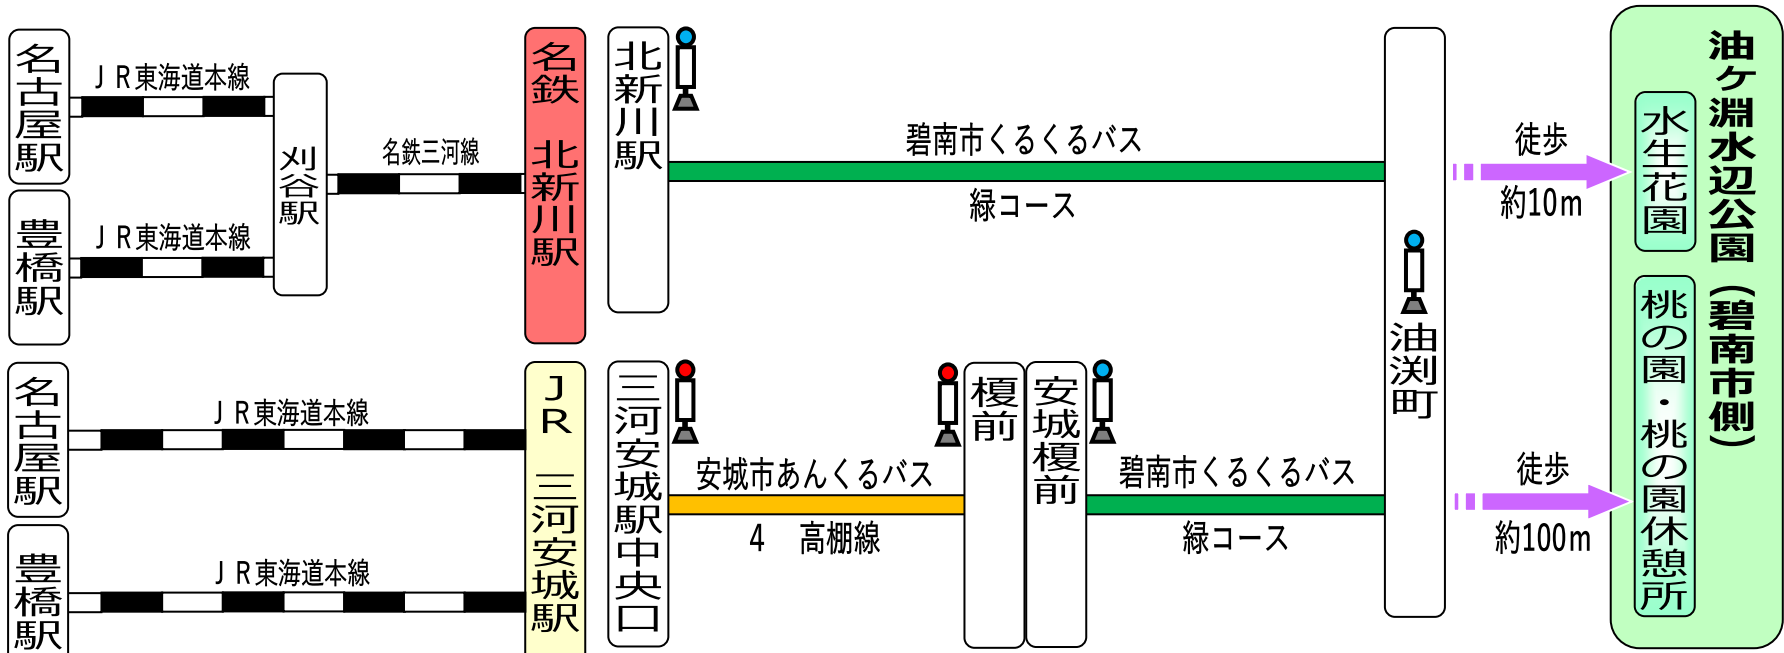 名古屋駅
ＪＲ東海道本線
豊橋駅
ＪＲ東海道本線
刈谷駅
名鉄三河線
名鉄　北新川駅
北新川駅
碧南市くるくるバス
緑コース
名古屋駅
ＪＲ東海道本線
豊橋駅
ＪＲ東海道本線
ＪＲ　三河安城駅
三河安城駅中央口
安城市あんくるバス
4　高棚線
榎前
安城榎前
碧南市くるくるバス
緑コース
油渕町
徒歩
約10m
徒歩
約100m
油ヶ淵水辺公園（碧南市側）
水生花園
桃の園・桃の園休憩所